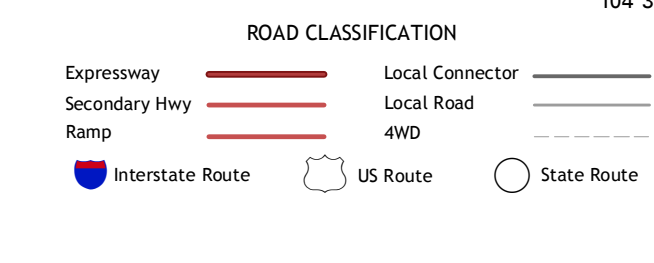 ROAD CLASSIFICATION
Expressway
Local Connector
Secondary Hwy
Local Road
Ramp
4WD
Interstate Route
US Route
State Route